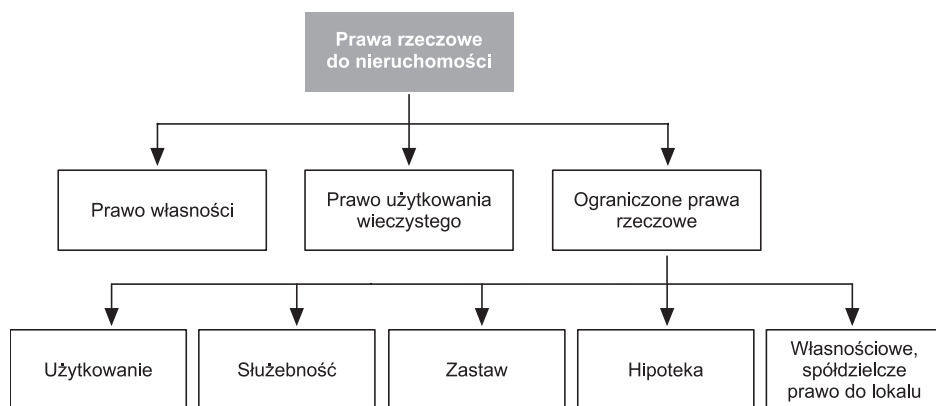 Prawa rzeczowe
do nieruchomości
Prawo własności
Prawo użytkowania
wieczystego
Ograniczone prawa
rzeczowe
Użytkowanie
Służebność
Zastaw
Hipoteka
Własnościowe,
spółdzielcze
prawo do lokalu